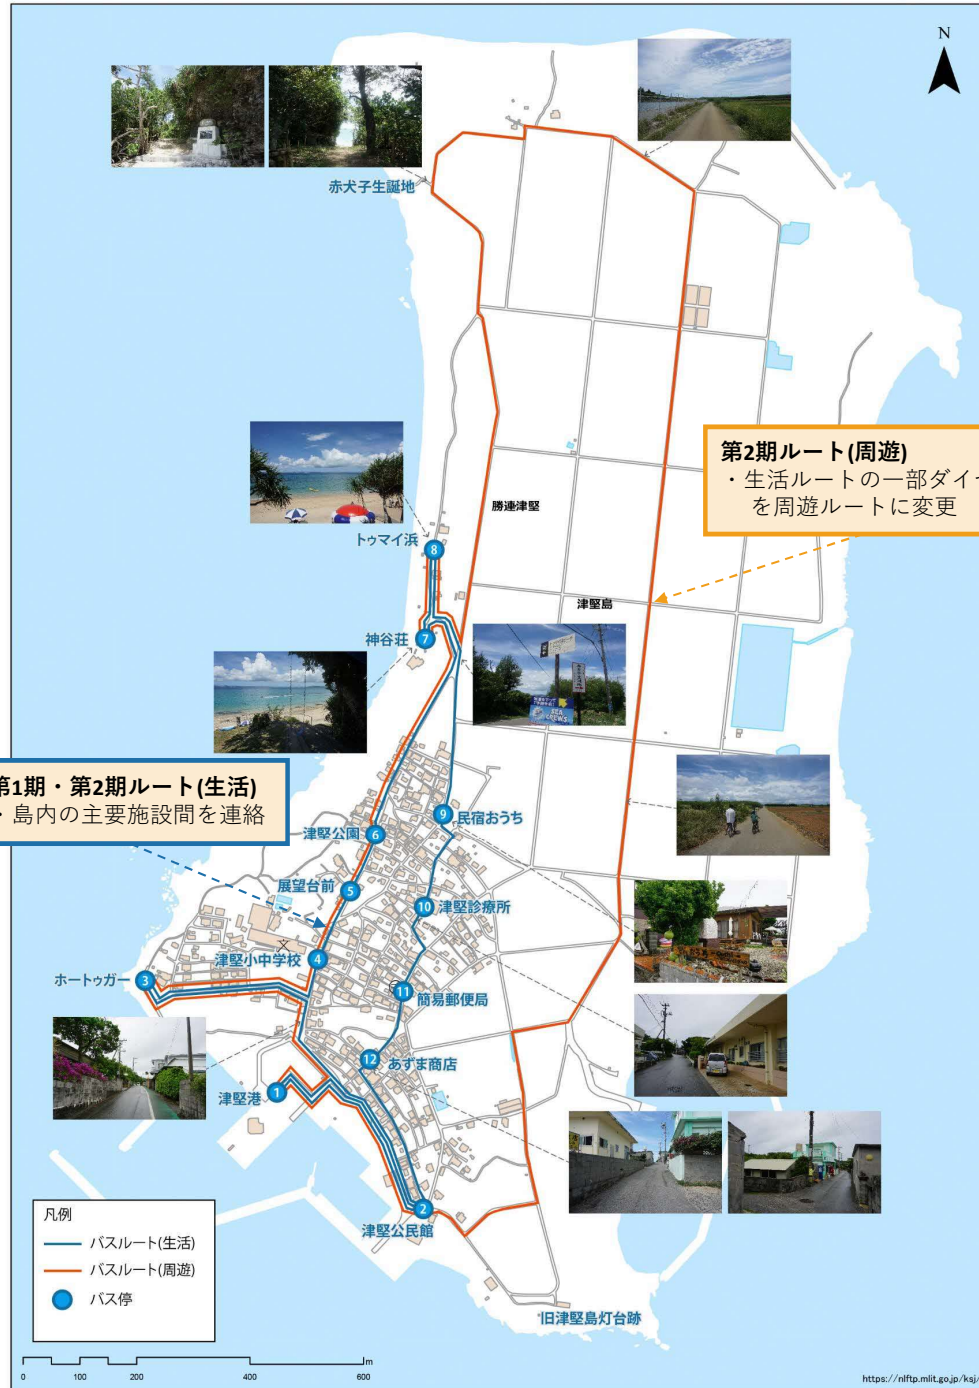 N
赤犬子生誕地
第2期ルート(周遊)
・生活ルートの一部ダイヤ
を周遊ルートに変更
勝連津堅
トゥマイ浜
8
津堅島
神谷荘
7
第1期・第2期ルート(生活)
・島内の主要施設間を連絡
9
民宿おうち
津堅公園
6
展望台前
5
10
津堅診療所
津堅小中学校
4
ホートゥガー
3
11
簡易郵便局
12
あずま商店
津堅港
1
2
津堅公民館
凡例
バスルート(生活)
バスルート(周遊)
バス停
旧津堅島灯台跡
0 100 200 400 600 m
https://nlftp.mlit.go.jp/ksj/